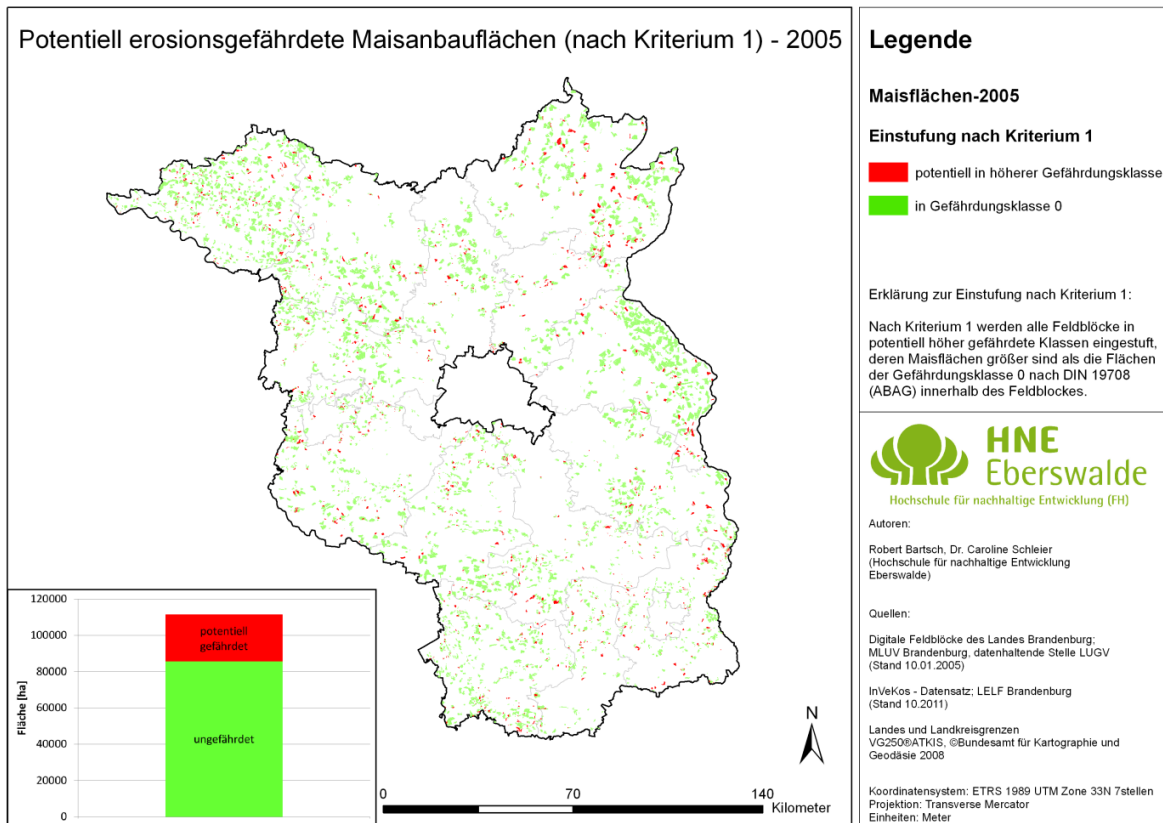 Potentiell erosionsgefährdete Maisanbauflächen (nach Kriterium 1) - 2005
120000
100000
80000
60000
40000
20000
0
Fläche [ha]
potentiell
gefährdet
ungefährdet
N
0
70
140
Kilometer
Legende
Maisflächen-2005
Einstufung nach Kriterium 1
potentiell in höherer Gefährdungsklasse
in Gefährdungsklasse 0
Erklärung zur Einstufung nach Kriterium 1:
Nach Kriterium 1 werden alle Feldblöcke in
potentiell höher gefährdete Klassen eingestuft,
deren Maisflächen größer sind als die Flächen
der Gefährdungsklasse 0 nach DIN 19708
(ABAG) innerhalb des Feldblockes.
HNE
Eberswalde
Hochschule für nachhaltige Entwicklung (FH)
Autoren:
Robert Bartsch, Dr. Caroline Schleier
(Hochschule für nachhaltige Entwicklung
Eberswalde)
Quellen:
Digitale Feldblöcke des Landes Brandenburg;
MLUV Brandenburg, datenhaltende Stelle LUGV
(Stand 10.01.2005)
InVeKos - Datensatz; LELF Brandenburg
(Stand 10.2011)
Landes und Landkreisgrenzen
VG250®ATKIS, ©Bundesamt für Kartographie und
Geodäsie 2008
Koordinatensystem: ETRS 1989 UTM Zone 33N 7stellen
Projektion: Transverse Mercator
Einheiten: Meter